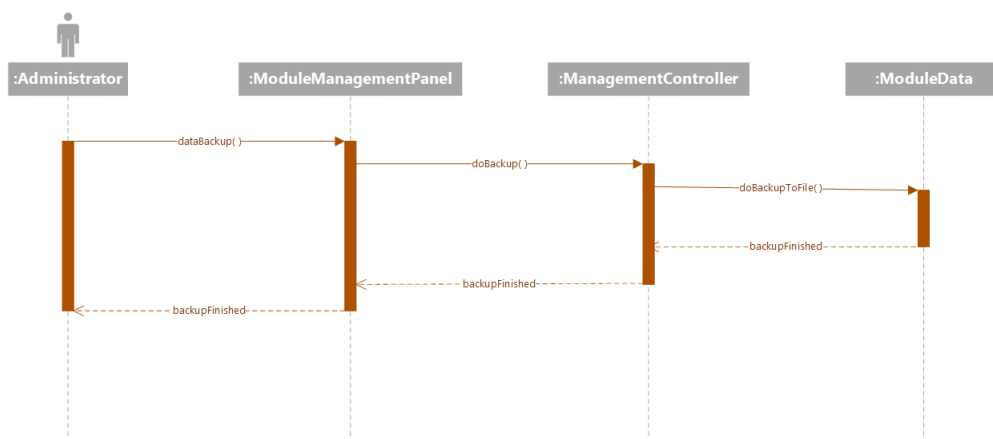 :Administrator
:ModuleManagementPanel
:ManagementController
:ModuleData
dataBackup( )
doBackup( )
doBackupToFile( )
backupFinished
backupFinished
backupFinished